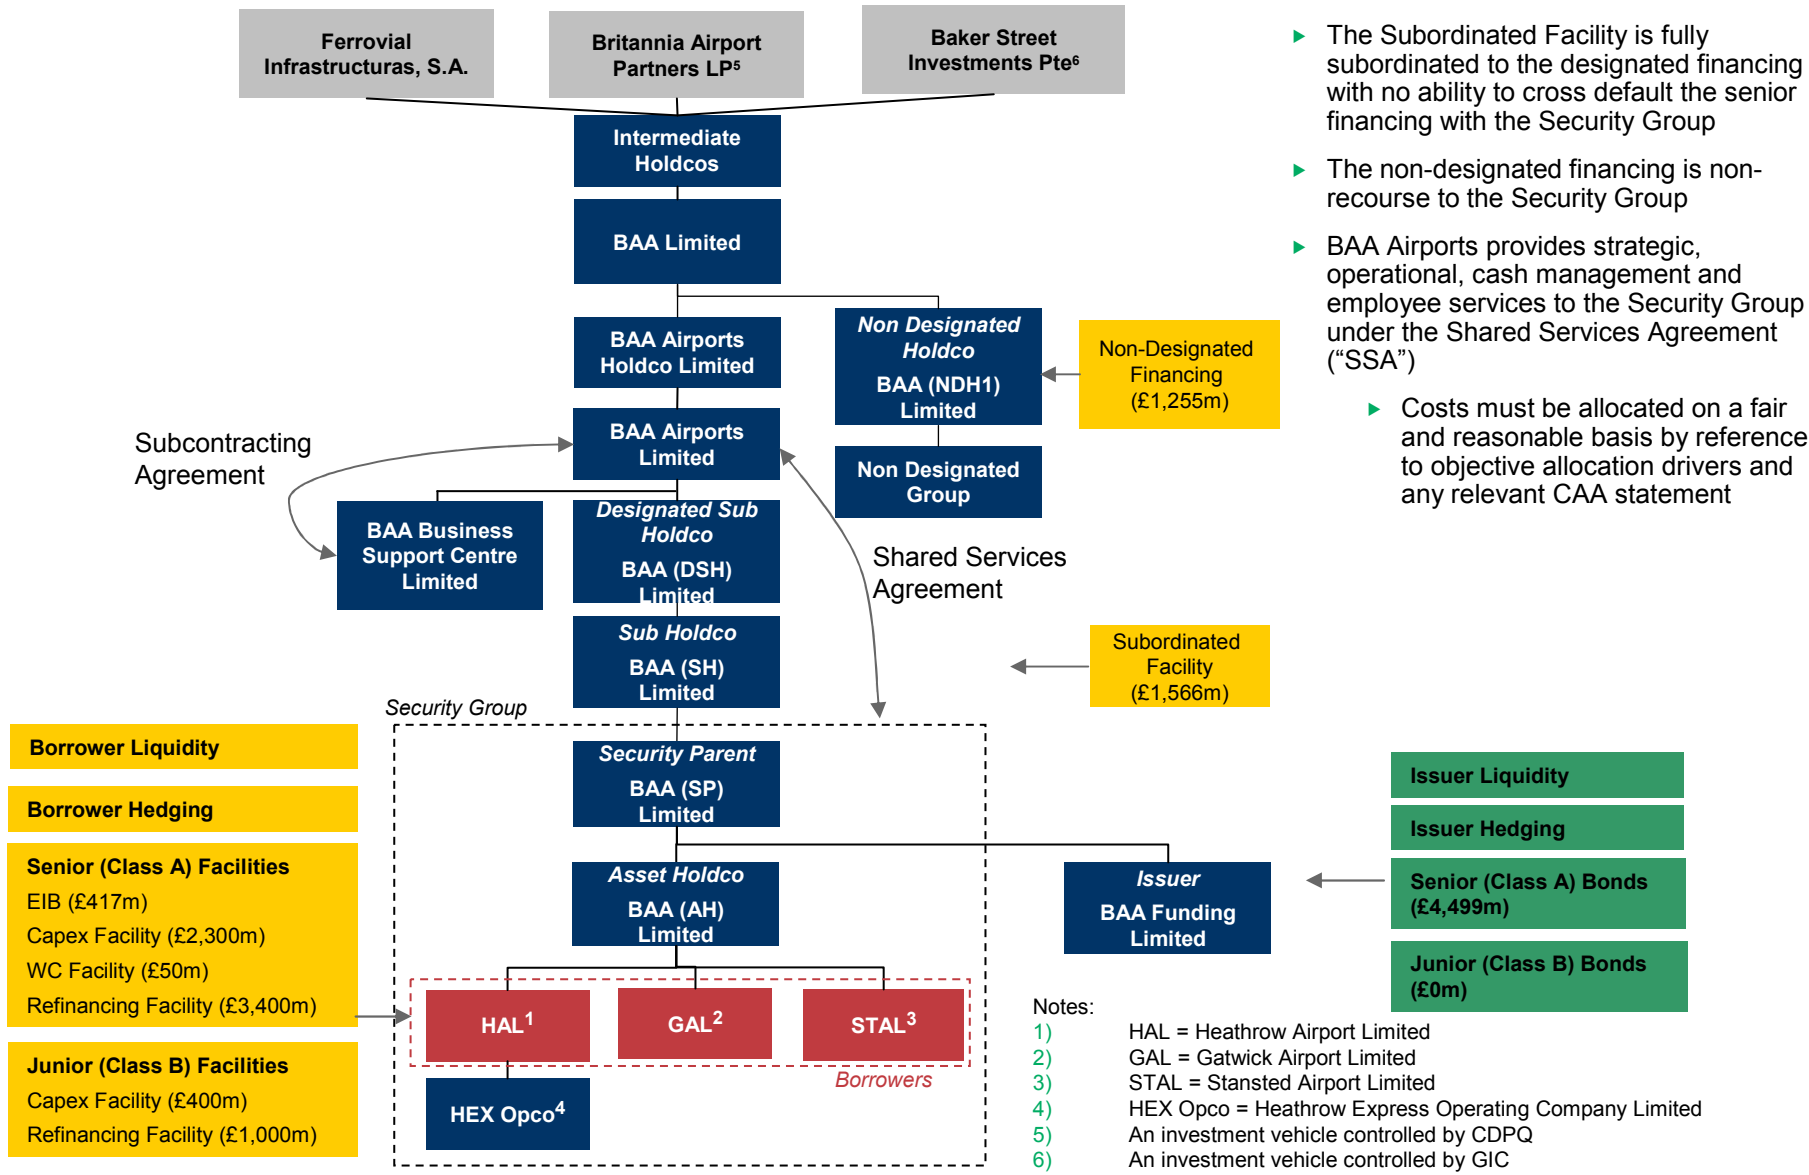 Ferrovial
Infrastructuras, S.A.
Britannia Airport
Partners LP⁵
Baker Street
Investments Pte⁶
Intermediate
Holdcos
BAA Limited
BAA Airports
Holdco Limited
Non Designated
Holdco
BAA (NDH1)
Limited
Non-Designated
Financing
(£1,255m)
Subcontracting
Agreement
BAA Airports
Limited
Non Designated
Group
BAA Business
Support Centre
Limited
Designated Sub
Holdco
BAA (DSH)
Limited
Shared Services
Agreement
Sub Holdco
BAA (SH)
Limited
Subordinated
Facility
(£1,566m)
Security Group
Security Parent
BAA (SP)
Limited
Asset Holdco
BAA (AH)
Limited
Issuer
BAA Funding
Limited
HAL¹
GAL²
STAL³
Borrowers
HEX Opco⁴
Borrower Liquidity
Borrower Hedging
Senior (Class A) Facilities
EIB (£417m)
Capex Facility (£2,300m)
WC Facility (£50m)
Refinancing Facility (£3,400m)
Junior (Class B) Facilities
Capex Facility (£400m)
Refinancing Facility (£1,000m)
Issuer Liquidity
Issuer Hedging
Senior (Class A) Bonds
(£4,499m)
Junior (Class B) Bonds
(£0m)
The Subordinated Facility is fully
subordinated to the designated financing
with no ability to cross default the senior
financing with the Security Group
The non-designated financing is non-
recourse to the Security Group
BAA Airports provides strategic,
operational, cash management and
employee services to the Security Group
under the Shared Services Agreement
(“SSA”)
Costs must be allocated on a fair
and reasonable basis by reference
to objective allocation drivers and
any relevant CAA statement
Notes:
1) HAL = Heathrow Airport Limited
2) GAL = Gatwick Airport Limited
3) STAL = Stansted Airport Limited
4) HEX Opco = Heathrow Express Operating Company Limited
5) An investment vehicle controlled by CDPQ
6) An investment vehicle controlled by GIC